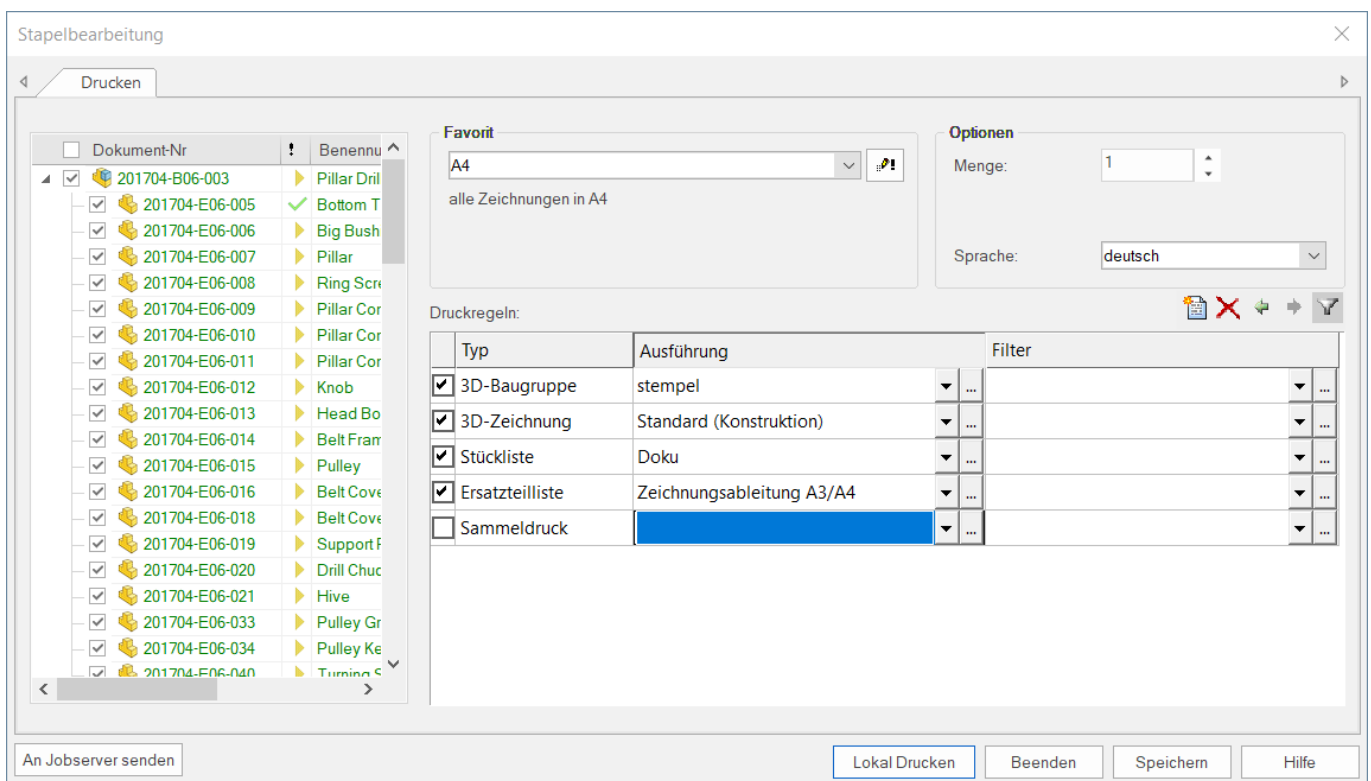 Stapelbearbeitung
Drucken
Dokument-Nr ! Benennu
201704-B06-003 Pillar Dril
201704-E06-005 Bottom T
201704-E06-006 Big Bush
201704-E06-007 Pillar
201704-E06-008 Ring Scre
201704-E06-009 Pillar Cor
201704-E06-010 Pillar Cor
201704-E06-011 Pillar Cor
201704-E06-012 Knob
201704-E06-013 Head Bo
201704-E06-014 Belt Fram
201704-E06-015 Pulley
201704-E06-016 Belt Cove
201704-E06-018 Belt Cove
201704-E06-019 Support F
201704-E06-020 Drill Chuc
201704-E06-021 Hive
201704-E06-033 Pulley Gr
201704-E06-034 Pulley Ke
201704-E06-040 Turning S
Favorit
A4
alle Zeichnungen in A4
Optionen
Menge: 1
Sprache: deutsch
Druckregeln:
Typ Ausführung Filter
3D-Baugruppe stempel ... ...
3D-Zeichnung Standard (Konstruktion) ... ...
Stückliste Doku ... ...
Ersatzteilliste Zeichnungsableitung A3/A4 ... ...
Sammeldruck ... ...
An Jobserver senden Lokal Drucken Beenden Speichern Hilfe